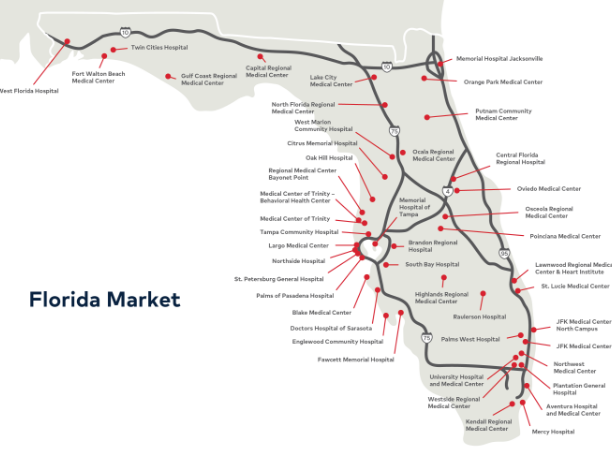 10
Twin Cities Hospital
West Florida Hospital
Fort Walton Beach
Medical Center
Gulf Coast Regional
Medical Center
Capital Regional
Medical Center
Lake City
Medical Center
10
Memorial Hospital Jacksonville
Orange Park Medical Center
North Florida Regional
Medical Center
Putnam Community
Medical Center
West Marion
Community Hospital
75
Citrus Memorial Hospital
Ocala Regional
Medical Center
Oak Hill Hospital
Central Florida
Regional Hospital
Regional Medical Center
Bayonet Point
4
Oviedo Medical Center
Medical Center of Trinity –
Behavioral Health Center
Memorial
Hospital of
Tampa
Osceola Regional
Medical Center
Medical Center of Trinity
Tampa Community Hospital
Poinciana Medical Center
Largo Medical Center
Brandon Regional
Hospital
95
Northside Hospital
South Bay Hospital
Lawnwood Regional Medical
Center & Heart Institute
St. Petersburg General Hospital
St. Lucie Medical Center
Palms of Pasadena Hospital
Highlands Regional
Medical Center
Florida Market
Blake Medical Center
Raulerson Hospital
Doctors Hospital of Sarasota
JFK Medical Center
North Campus
Englewood Community Hospital
75
Palms West Hospital
JFK Medical Center
Fawcett Memorial Hospital
Northwest
Medical Center
University Hospital
and Medical Center
Plantation General
Hospital
Westside Regional
Medical Center
Aventura Hospital
and Medical Center
Kendall Regional
Medical Center
Mercy Hospital